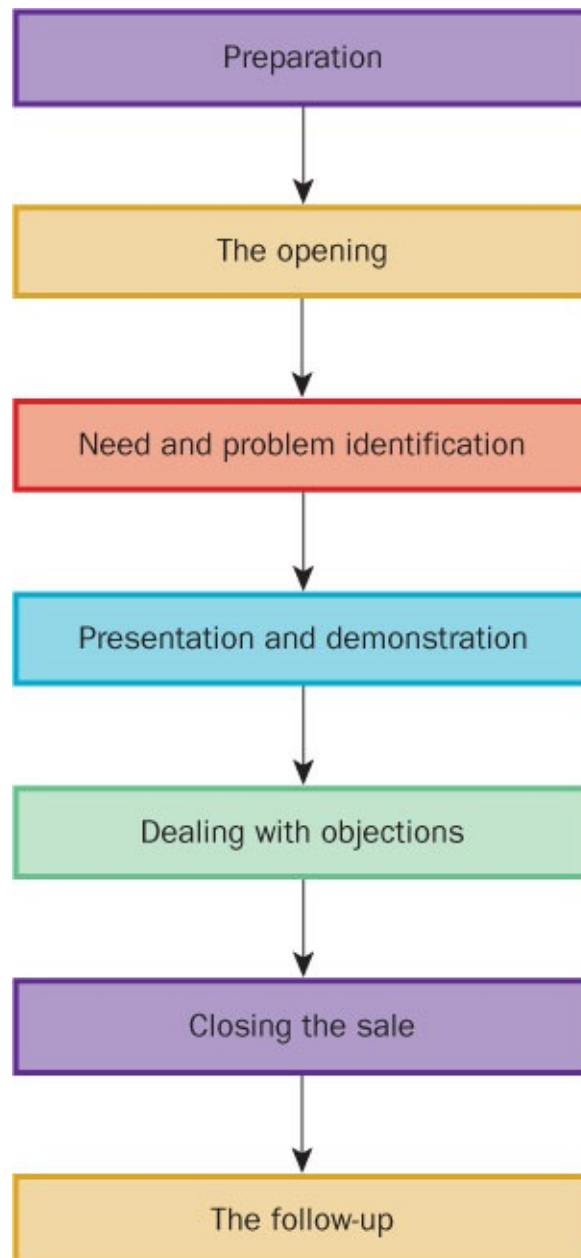 Preparation
The opening
Need and problem identification
Presentation and demonstration
Dealing with objections
Closing the sale
The follow-up